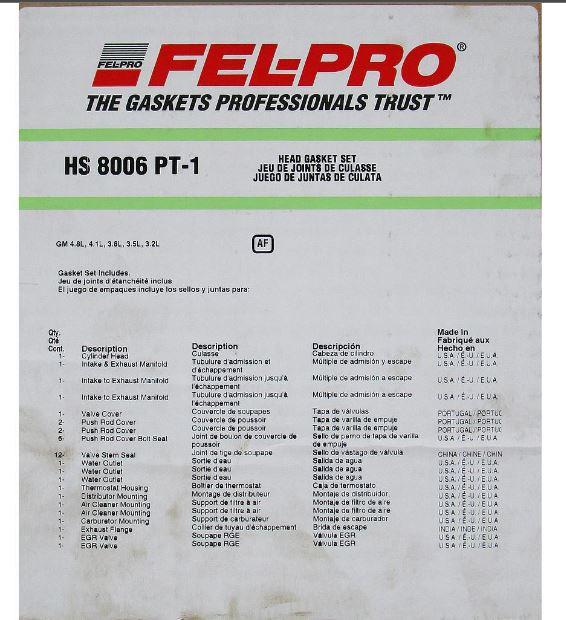 FEL-PRO
FEL-PRO®
THE GASKETS PROFESSIONALS TRUST™
HS 8006 PT-1
HEAD GASKET SET
JEU DE JOINTS DE CULASSE
JUEGO DE JUNTAS DE CULATA
GM 4.8L, 4.1L, 3.8L, 3.5L, 3.2L
AF
Gasket Set Includes:
Jeu de joints d'étanchéité inclus
El juego de empaques incluye los sellos y juntas para:
Qty. Made In
Qté Fabriqué aux
Cont. Description Description Descripción Hecho en
1- Cylinder Head Culasse Cabeza de cilindro U.S.A. / É.-U. / E.U.A.
1- Intake & Exhaust Manifold Tubulure d'admission et Múltiple de admisión y escape U.S.A. / É.-U. / E.U.A.
d'échappement
1- Intake to Exhaust Manifold Tubulure d'admission jusqu'à Múltiple de admisión a escape U.S.A. / É.-U. / E.U.A.
l'échappement
1- Intake to Exhaust Manifold Tubulure d'admission jusqu'à Múltiple de admisión a escape U.S.A. / É.-U. / E.U.A.
l'échappement
1- Valve Cover Couvercle de soupapes Tapa de válvulas PORTUGAL / PORTUG
2- Push Rod Cover Couvercle de poussoir Tapa de varilla de empuje PORTUGAL / PORTUG
2- Push Rod Cover Couvercle de poussoir Tapa de varilla de empuje PORTUGAL / PORTUG
6- Push Rod Cover Bolt Seal Joint de boulon de couvercle de Sello de perno de tapa de varilla U.S.A. / É.-U. / E.U.A.
poussoir de empuje
12- Valve Stem Seal Joint de tige de soupape Sello de vástago de válvula CHINA / CHINE / CHIN
1- Water Outlet Sortie d'eau Salida de agua U.S.A. / É.-U. / E.U.A.
1- Water Outlet Sortie d'eau Salida de agua U.S.A. / É.-U. / E.U.A.
1- Water Outlet Sortie d'eau Salida de agua U.S.A. / É.-U. / E.U.A.
1- Thermostat Housing Boîtier de thermostat Caja de termostato U.S.A. / É.-U. / E.U.A.
1- Distributor Mounting Montage de distributeur Montaje de distribuidor U.S.A. / É.-U. / E.U.A.
1- Air Cleaner Mounting Support de filtre à air Montaje de filtro de aire U.S.A. / É.-U. / E.U.A.
1- Air Cleaner Mounting Support de filtre à air Montaje de filtro de aire U.S.A. / É.-U. / E.U.A.
1- Carburetor Mounting Support de carburateur Montaje de carburador U.S.A. / É.-U. / E.U.A.
1- Exhaust Flange Collier de tuyau d'échappement Brida de escape INDIA / INDE / INDIA
1- EGR Valve Soupape RGE Válvula EGR U.S.A. / É.-U. / E.U.A.
1- EGR Valve Soupape RGE Válvula EGR U.S.A. / É.-U. / E.U.A.